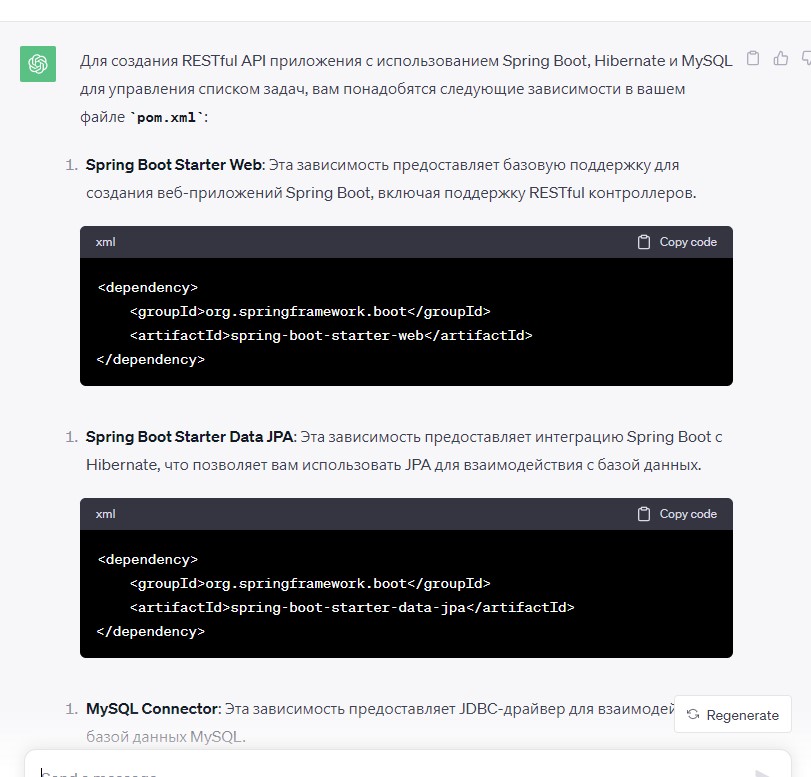 Для создания RESTful API приложения с использованием Spring Boot, Hibernate и MySQL
для управления списком задач, вам понадобятся следующие зависимости в вашем
файле `pom.xml`:
1. Spring Boot Starter Web: Эта зависимость предоставляет базовую поддержку для
создания веб-приложений Spring Boot, включая поддержку RESTful контроллеров.
xml Copy code
<dependency>
    <groupId>org.springframework.boot</groupId>
    <artifactId>spring-boot-starter-web</artifactId>
</dependency>
1. Spring Boot Starter Data JPA: Эта зависимость предоставляет интеграцию Spring Boot с
Hibernate, что позволяет вам использовать JPA для взаимодействия с базой данных.
xml Copy code
<dependency>
    <groupId>org.springframework.boot</groupId>
    <artifactId>spring-boot-starter-data-jpa</artifactId>
</dependency>
1. MySQL Connector: Эта зависимость предоставляет JDBC-драйвер для взаимодей
Regenerate
базой данных MySQL.
Send a message